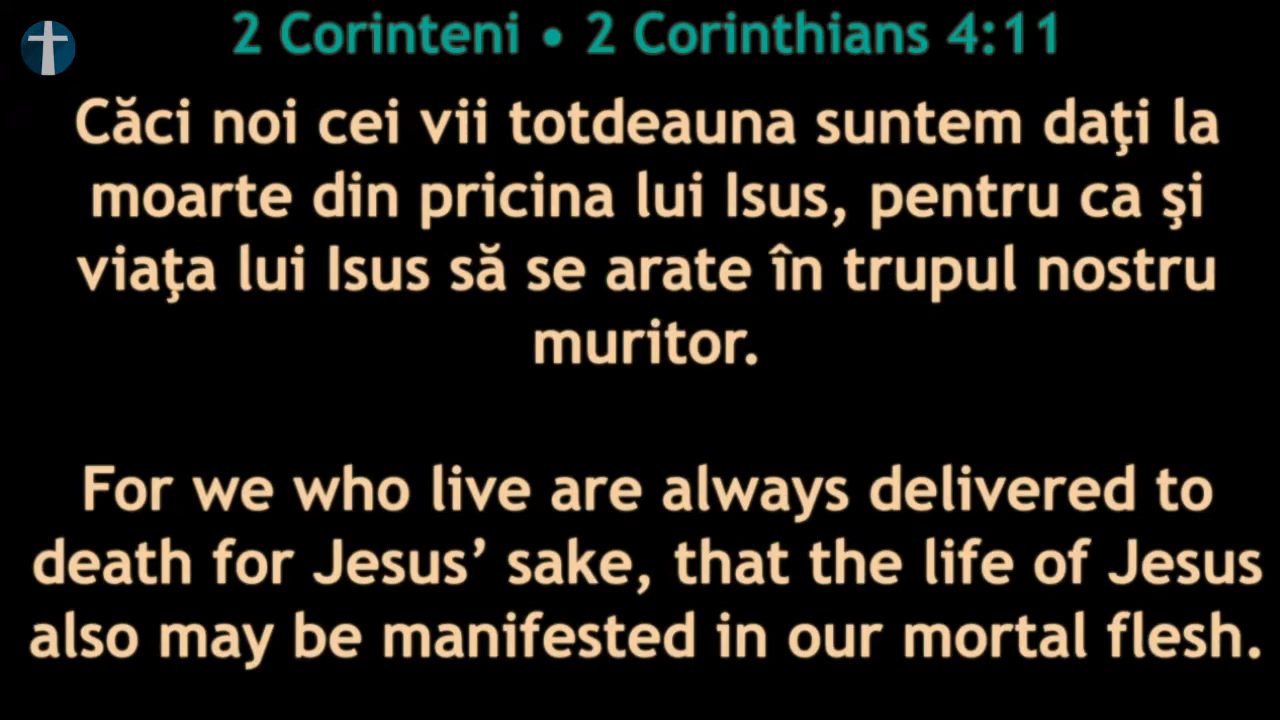 2 Corinteni • 2 Corinthians 4:11
Căci noi cei vii totdeauna suntem daţi la
moarte din pricina lui Isus, pentru ca şi
viaţa lui Isus să se arate în trupul nostru
muritor.
For we who live are always delivered to
death for Jesus’ sake, that the life of Jesus
also may be manifested in our mortal flesh.